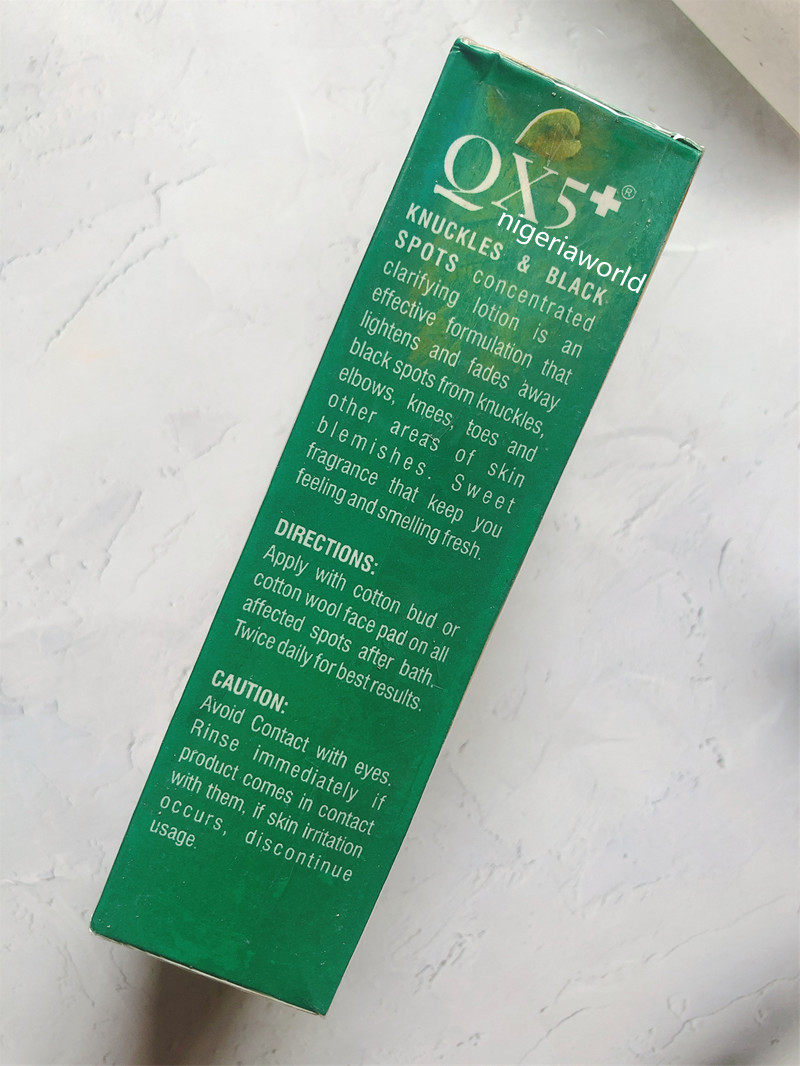 QX5+®
nigeriaworld
KNUCKLES & BLACK
SPOTS concentrated
clarifying lotion is an
effective formulation that
lightens and fades away
black spots from knuckles,
elbows, knees, toes and
other areas of skin
blemishes. Sweet
fragrance that keep you
feeling and smelling fresh.
DIRECTIONS:
Apply with cotton bud or
cotton wool face pad on all
affected spots after bath.
Twice daily for best results.
CAUTION:
Avoid Contact with eyes.
Rinse immediately if
product comes in contact
with them, if skin irritation
occurs, discontinue
usage.